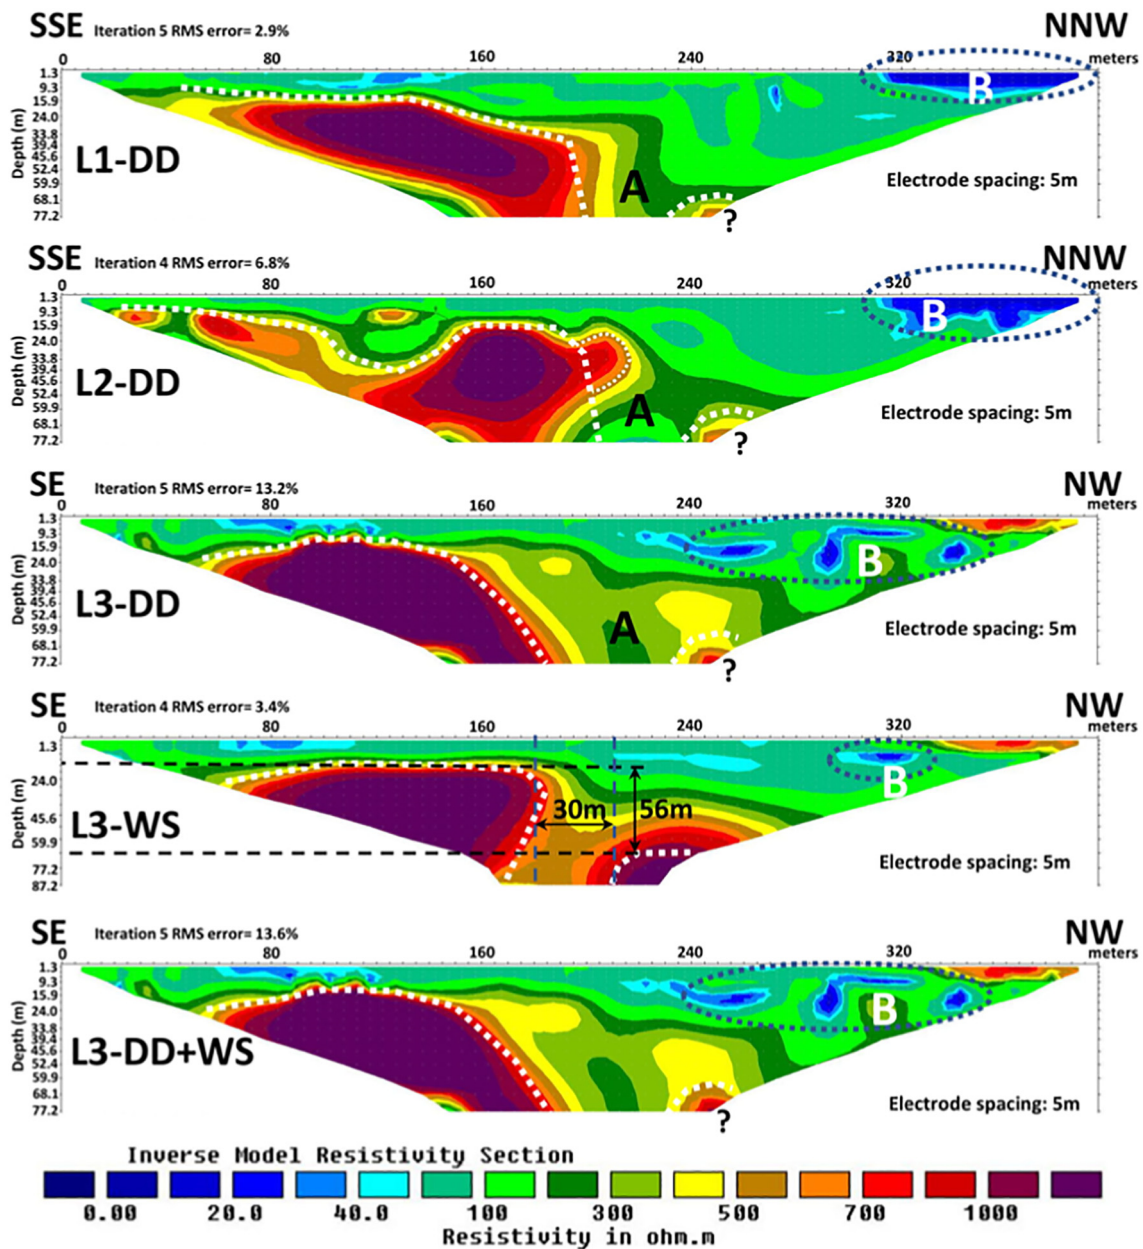 SSE Iteration 5 RMS error= 2.9% NNW
0 80 160 240 320 meters
1.3
9.3
15.9
24.0
33.8
39.4
45.6
52.4
59.9
68.1
77.2
Depth (m)
L1-DD
A
B
?
Electrode spacing: 5m
SSE Iteration 4 RMS error= 6.8% NNW
0 80 160 240 320 meters
1.3
9.3
15.9
24.0
33.8
39.4
45.6
52.4
59.9
68.1
77.2
Depth (m)
L2-DD
A
B
?
Electrode spacing: 5m
SE Iteration 5 RMS error= 13.2% NW
0 80 160 240 320 meters
1.3
9.3
15.9
24.0
33.8
39.4
45.6
52.4
59.9
68.1
77.2
Depth (m)
L3-DD
A
B
?
Electrode spacing: 5m
SE Iteration 4 RMS error= 3.4% NW
0 80 160 240 320 meters
1.3
24.0
45.6
59.9
77.2
87.2
Depth (m)
L3-WS
30m
56m
B
Electrode spacing: 5m
SE Iteration 5 RMS error= 13.6% NW
0 80 160 240 320 meters
1.3
9.3
15.9
24.0
33.8
39.4
45.6
52.4
59.9
68.1
77.2
Depth (m)
L3-DD+WS
B
?
Electrode spacing: 5m
Inverse Model Resistivity Section
0.00 20.0 40.0 100 300 500 700 1000
Resistivity in ohm.m